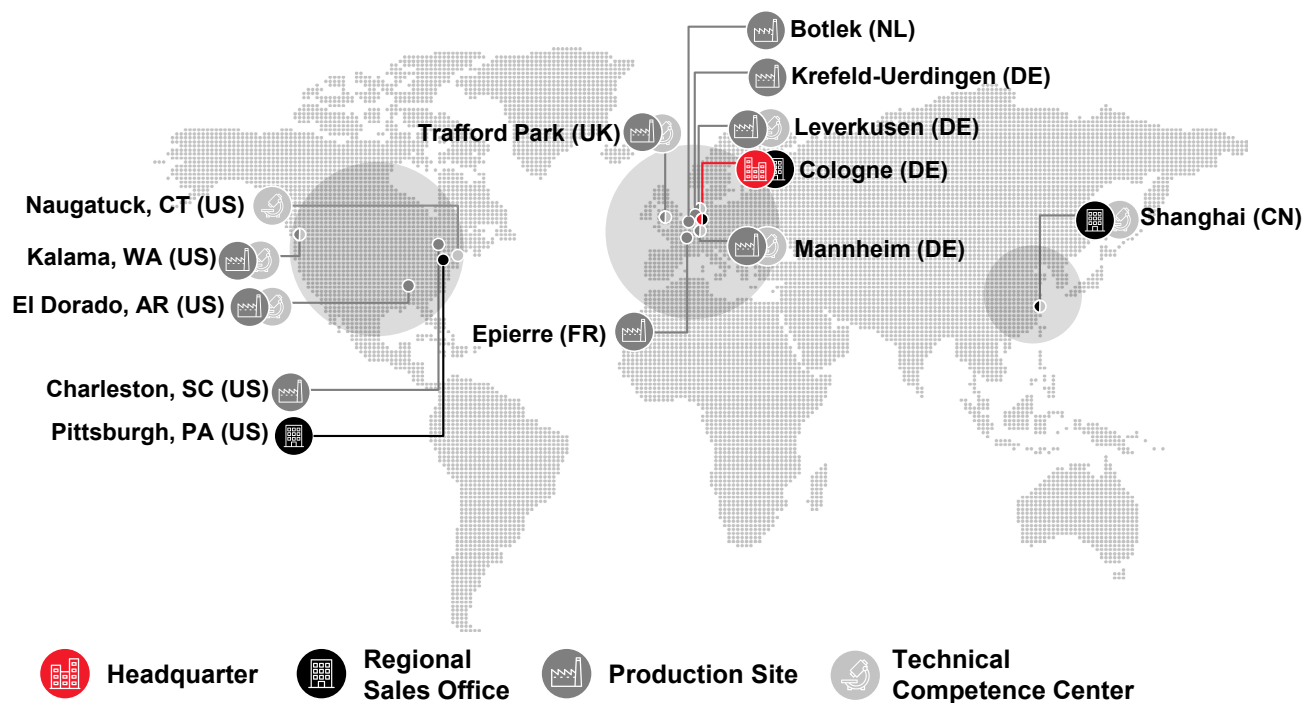 Botlek (NL)
Krefeld-Uerdingen (DE)
Trafford Park (UK)
Leverkusen (DE)
Cologne (DE)
Naugatuck, CT (US)
Shanghai (CN)
Kalama, WA (US)
Mannheim (DE)
El Dorado, AR (US)
Epierre (FR)
Charleston, SC (US)
Pittsburgh, PA (US)
Headquarter
Regional
Sales Office
Production Site
Technical
Competence Center